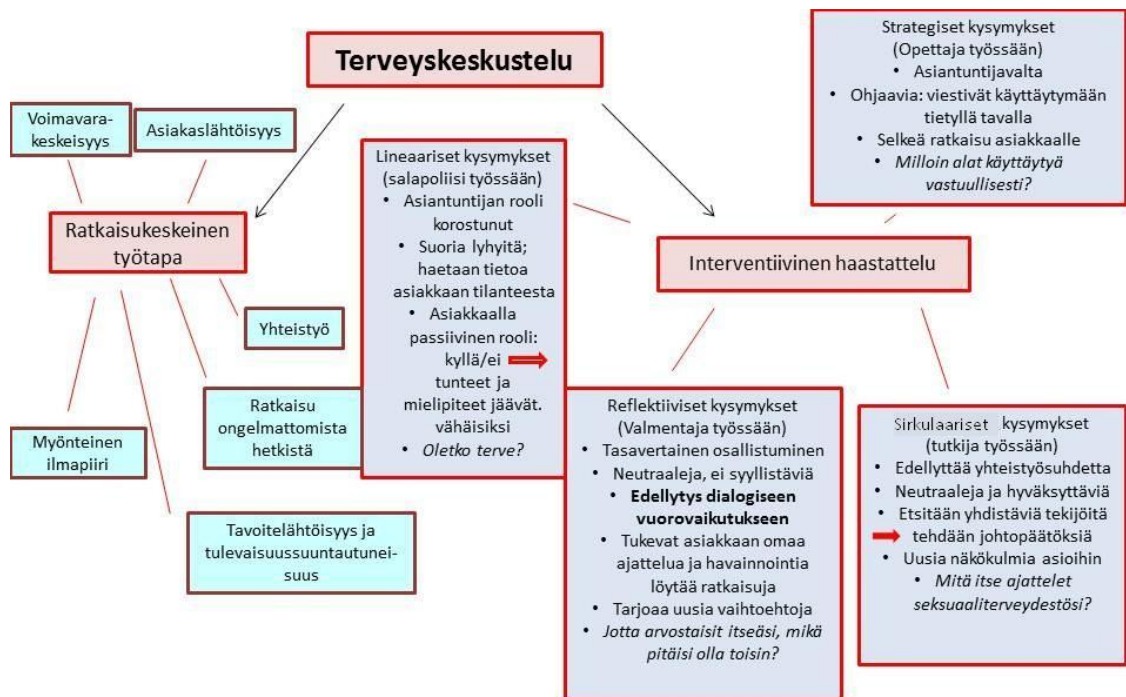 Terveyskeskustelu
Voimavara-
keskeisyys
Asiakaslähtöisyys
Ratkaisukeskeinen
työtapa
Yhteistyö
Ratkaisu
ongelmattomista
hetkistä
Myönteinen
ilmapiiri
Tavoitelähtöisyys ja
tulevaisuussuuntautunei-
suus
Lineaariset kysymykset
(salapoliisi työssään)
• Asiantuntijan rooli
korostunut
• Suoria lyhyitä;
haetaan tietoa
asiakkaan tilanteesta
• Asiakkaalla
passiivinen rooli:
kyllä/ei
tunteet ja
mielipiteet jäävät.
vähäisiksi
• Oletko terve?
Strategiset kysymykset
(Opettaja työssään)
• Asiantuntijavalta
• Ohjaavia: viestivät käyttäytymään
tietyllä tavalla
• Selkeä ratkaisu asiakkaalle
• Milloin alat käyttäytyä
vastuullisesti?
Interventiivinen haastattelu
Reflektiiviset kysymykset
(Valmentaja työssään)
• Tasavertainen osallistuminen
• Neutraaleja, ei syyllistäviä
• Edellytys dialogiseen
vuorovaikutukseen
• Tukevat asiakkaan omaa
ajattelua ja havainnointia
löytää ratkaisuja
• Tarjoaa uusia vaihtoehtoja
• Jotta arvostaisit itseäsi, mikä
pitäisi olla toisin?
Sirkulaariset kysymykset
(tutkija työssään)
• Edellyttää yhteistyösuhdetta
• Neutraaleja ja hyväksyttäviä
• Etsitään yhdistäviä tekijöitä
tehdään johtopäätöksiä
• Uusia näkökulmia asioihin
• Mitä itse ajattelet
seksuaaliterveydestösi?